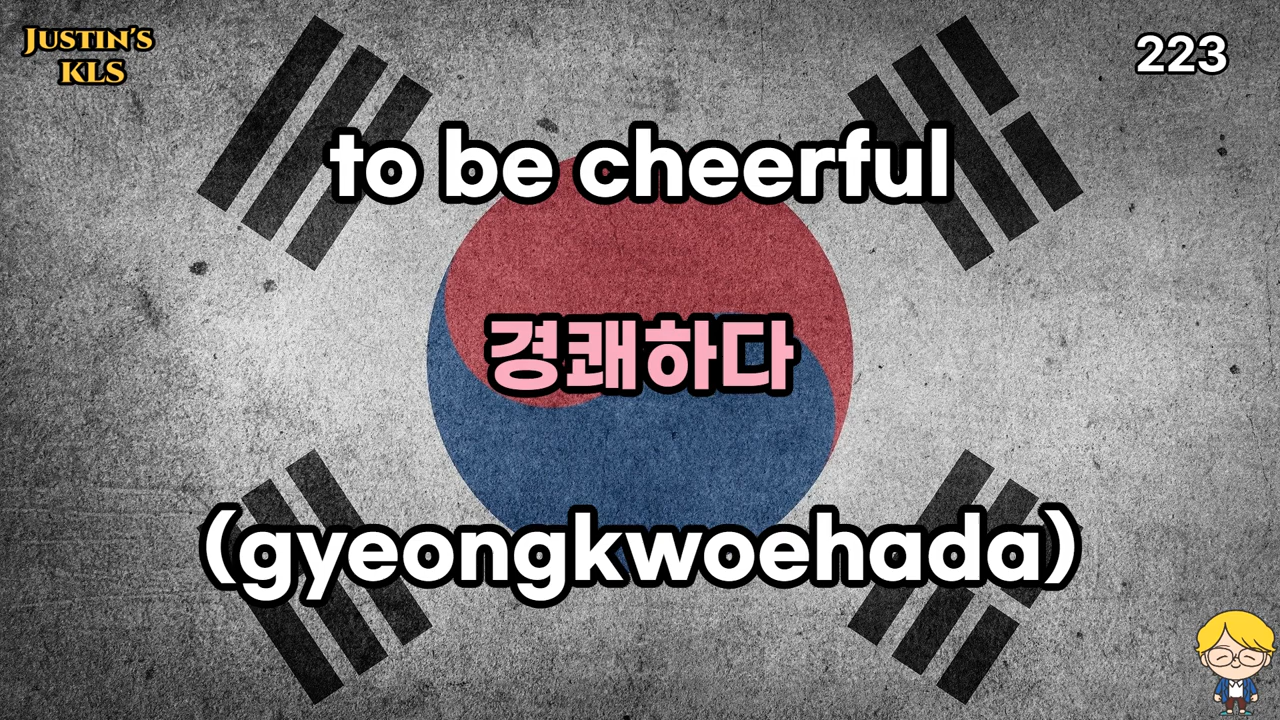 JUSTIN'S
KLS
223
to be cheerful
경쾌하다
(gyeongkwoehada)